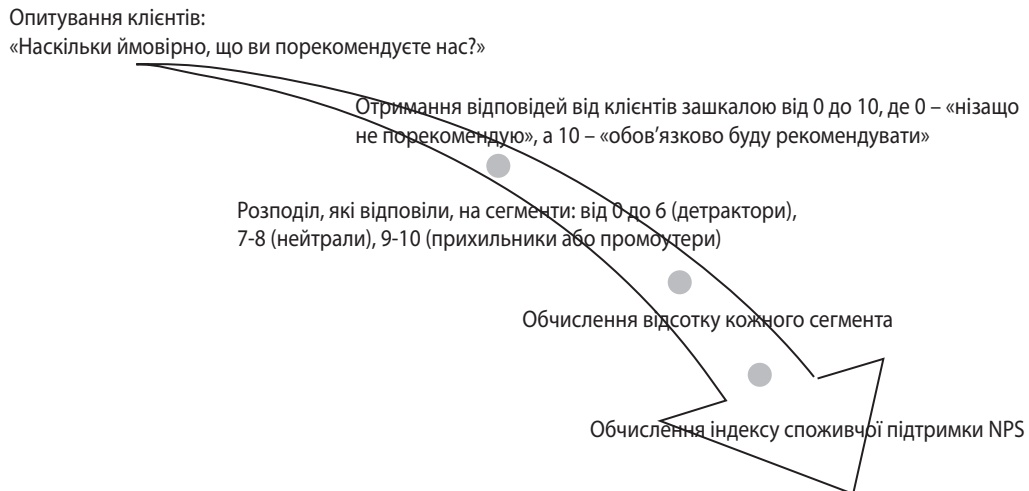 Опитування клієнтів:
«Наскільки ймовірно, що ви порекомендуєте нас?»
Отримання відповідей від клієнтів зашкалою від 0 до 10, де 0 – «нізащо
не порекомендую», а 10 – «обов’язково буду рекомендувати»
Розподіл, які відповіли, на сегменти: від 0 до 6 (детрактори),
7-8 (нейтрали), 9-10 (прихильники або промоутери)
Обчислення відсотку кожного сегмента
Обчислення індексу споживчої підтримки NPS